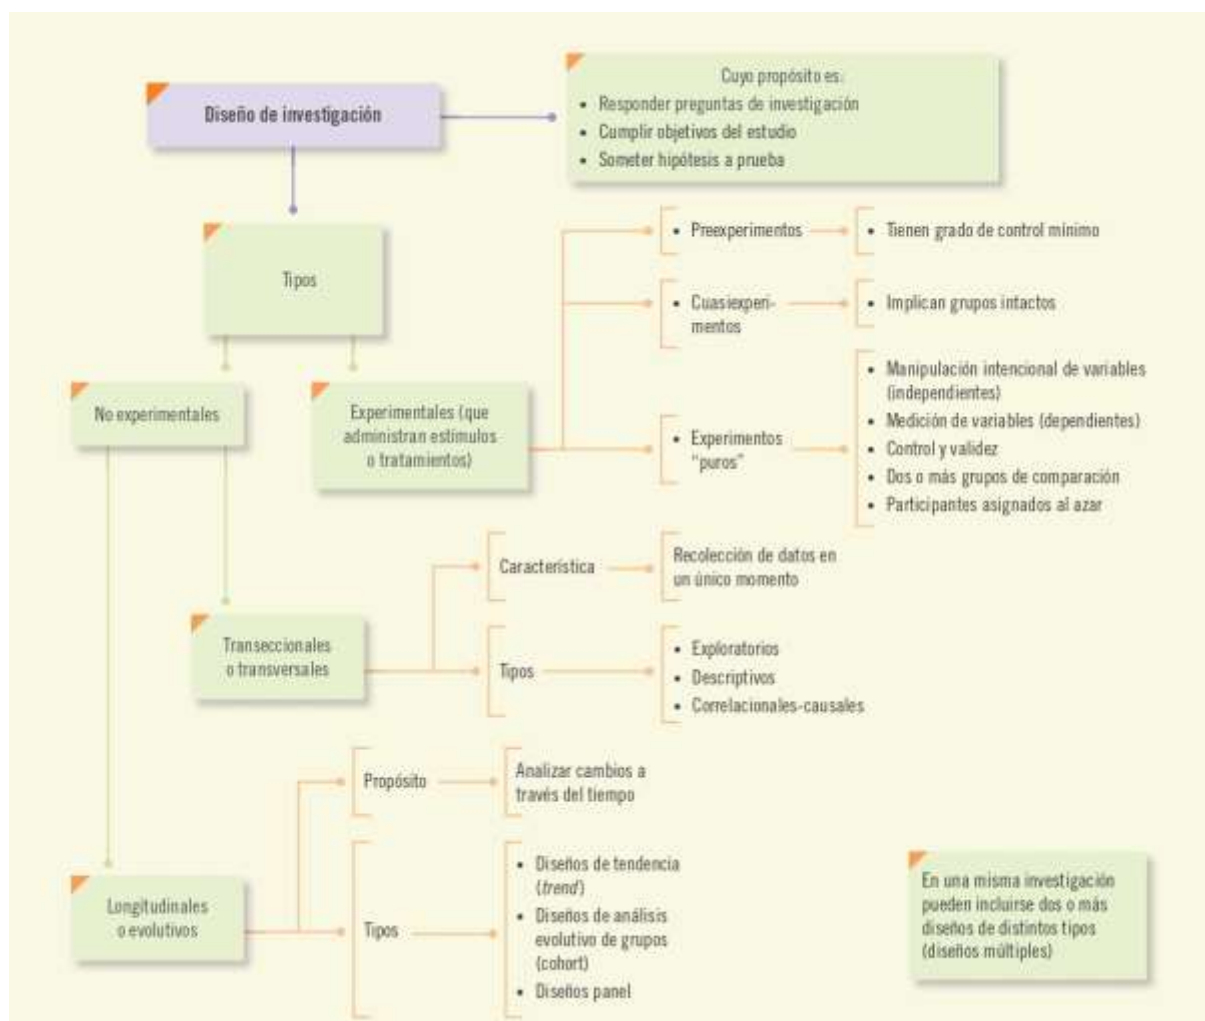 Diseño de investigación
Cuyo propósito es:
• Responder preguntas de investigación
• Cumplir objetivos del estudio
• Someter hipótesis a prueba
Tipos
No experimentales
Experimentales (que
administran estímulos
o tratamientos)
• Preexperimentos
• Tienen grado de control mínimo
• Cuasiexperi-
mentos
• Implican grupos intactos
• Experimentos
“puros”
• Manipulación intencional de variables
(independientes)
• Medición de variables (dependientes)
• Control y validez
• Dos o más grupos de comparación
• Participantes asignados al azar
Transeccionales
o transversales
Característica
Recolección de datos en
un único momento
Tipos
• Exploratorios
• Descriptivos
• Correlacionales-causales
Longitudinales
o evolutivos
Propósito
Analizar cambios a
través del tiempo
Tipos
• Diseños de tendencia
(trend)
• Diseños de análisis
evolutivo de grupos
(cohort)
• Diseños panel
En una misma investigación
pueden incluirse dos o más
diseños de distintos tipos
(diseños múltiples)